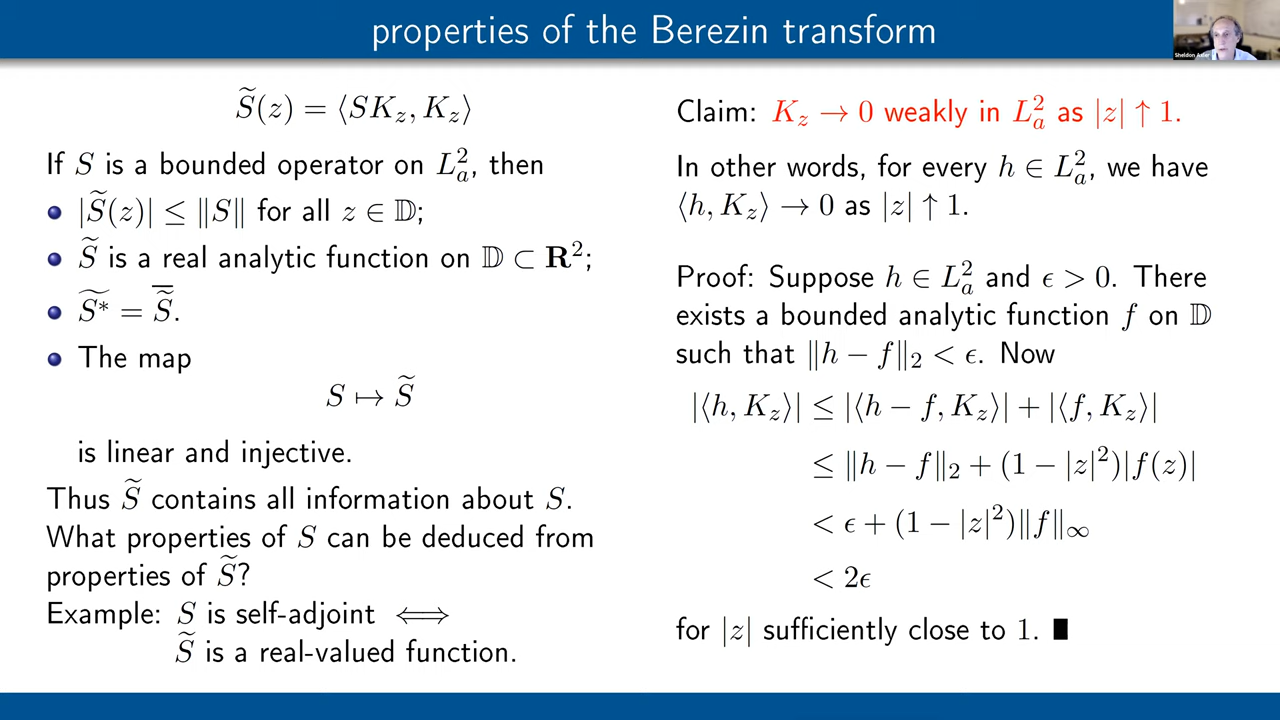 properties of the Berezin transform
Sheldon Axler
S̃(z) = ⟨SK_z, K_z⟩
If S is a bounded operator on L²_a, then
• |S̃(z)| ≤ ‖S‖ for all z ∈ 𝔻;
• S̃ is a real analytic function on 𝔻 ⊂ 𝐑²;
• \widetilde{S^*} = \overline{\widetilde{S}}.
• The map
S ↦ S̃
is linear and injective.
Thus S̃ contains all information about S.
What properties of S can be deduced from
properties of S̃?
Example: S is self-adjoint ⟺
S̃ is a real-valued function.
Claim: K_z → 0 weakly in L²_a as |z| ↑ 1.
In other words, for every h ∈ L²_a, we have
⟨h, K_z⟩ → 0 as |z| ↑ 1.
Proof: Suppose h ∈ L²_a and ϵ > 0. There
exists a bounded analytic function f on 𝔻
such that ‖h − f‖₂ < ϵ. Now
|⟨h, K_z⟩| ≤ |⟨h − f, K_z⟩| + |⟨f, K_z⟩|
≤ ‖h − f‖₂ + (1 − |z|²)|f(z)|
< ϵ + (1 − |z|²)‖f‖_∞
< 2ϵ
for |z| sufficiently close to 1. ∎